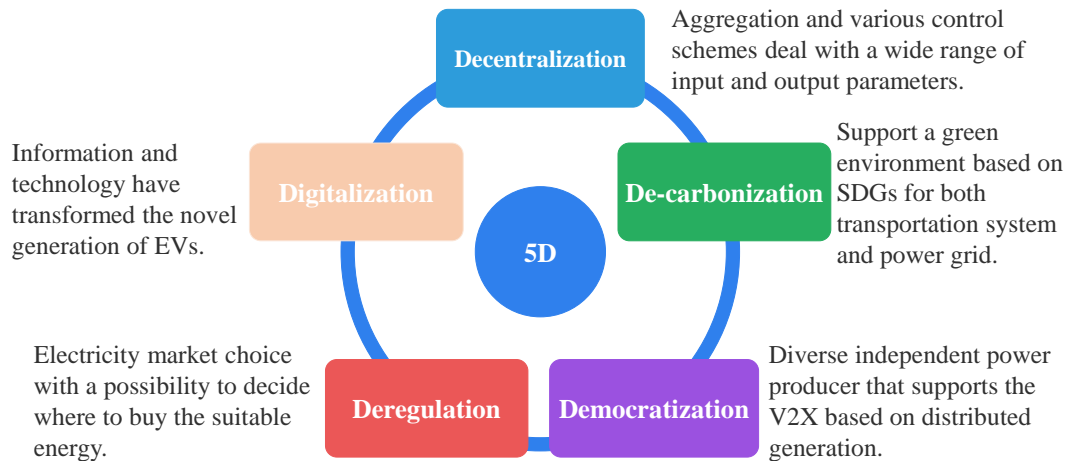 Decentralization
Aggregation and various control
schemes deal with a wide range of
input and output parameters.
De-carbonization
Support a green
environment based on
SDGs for both
transportation system
and power grid.
Democratization
Diverse independent power
producer that supports the
V2X based on distributed
generation.
Deregulation
Electricity market choice
with a possibility to decide
where to buy the suitable
energy.
Digitalization
Information and
technology have
transformed the novel
generation of EVs.
5D